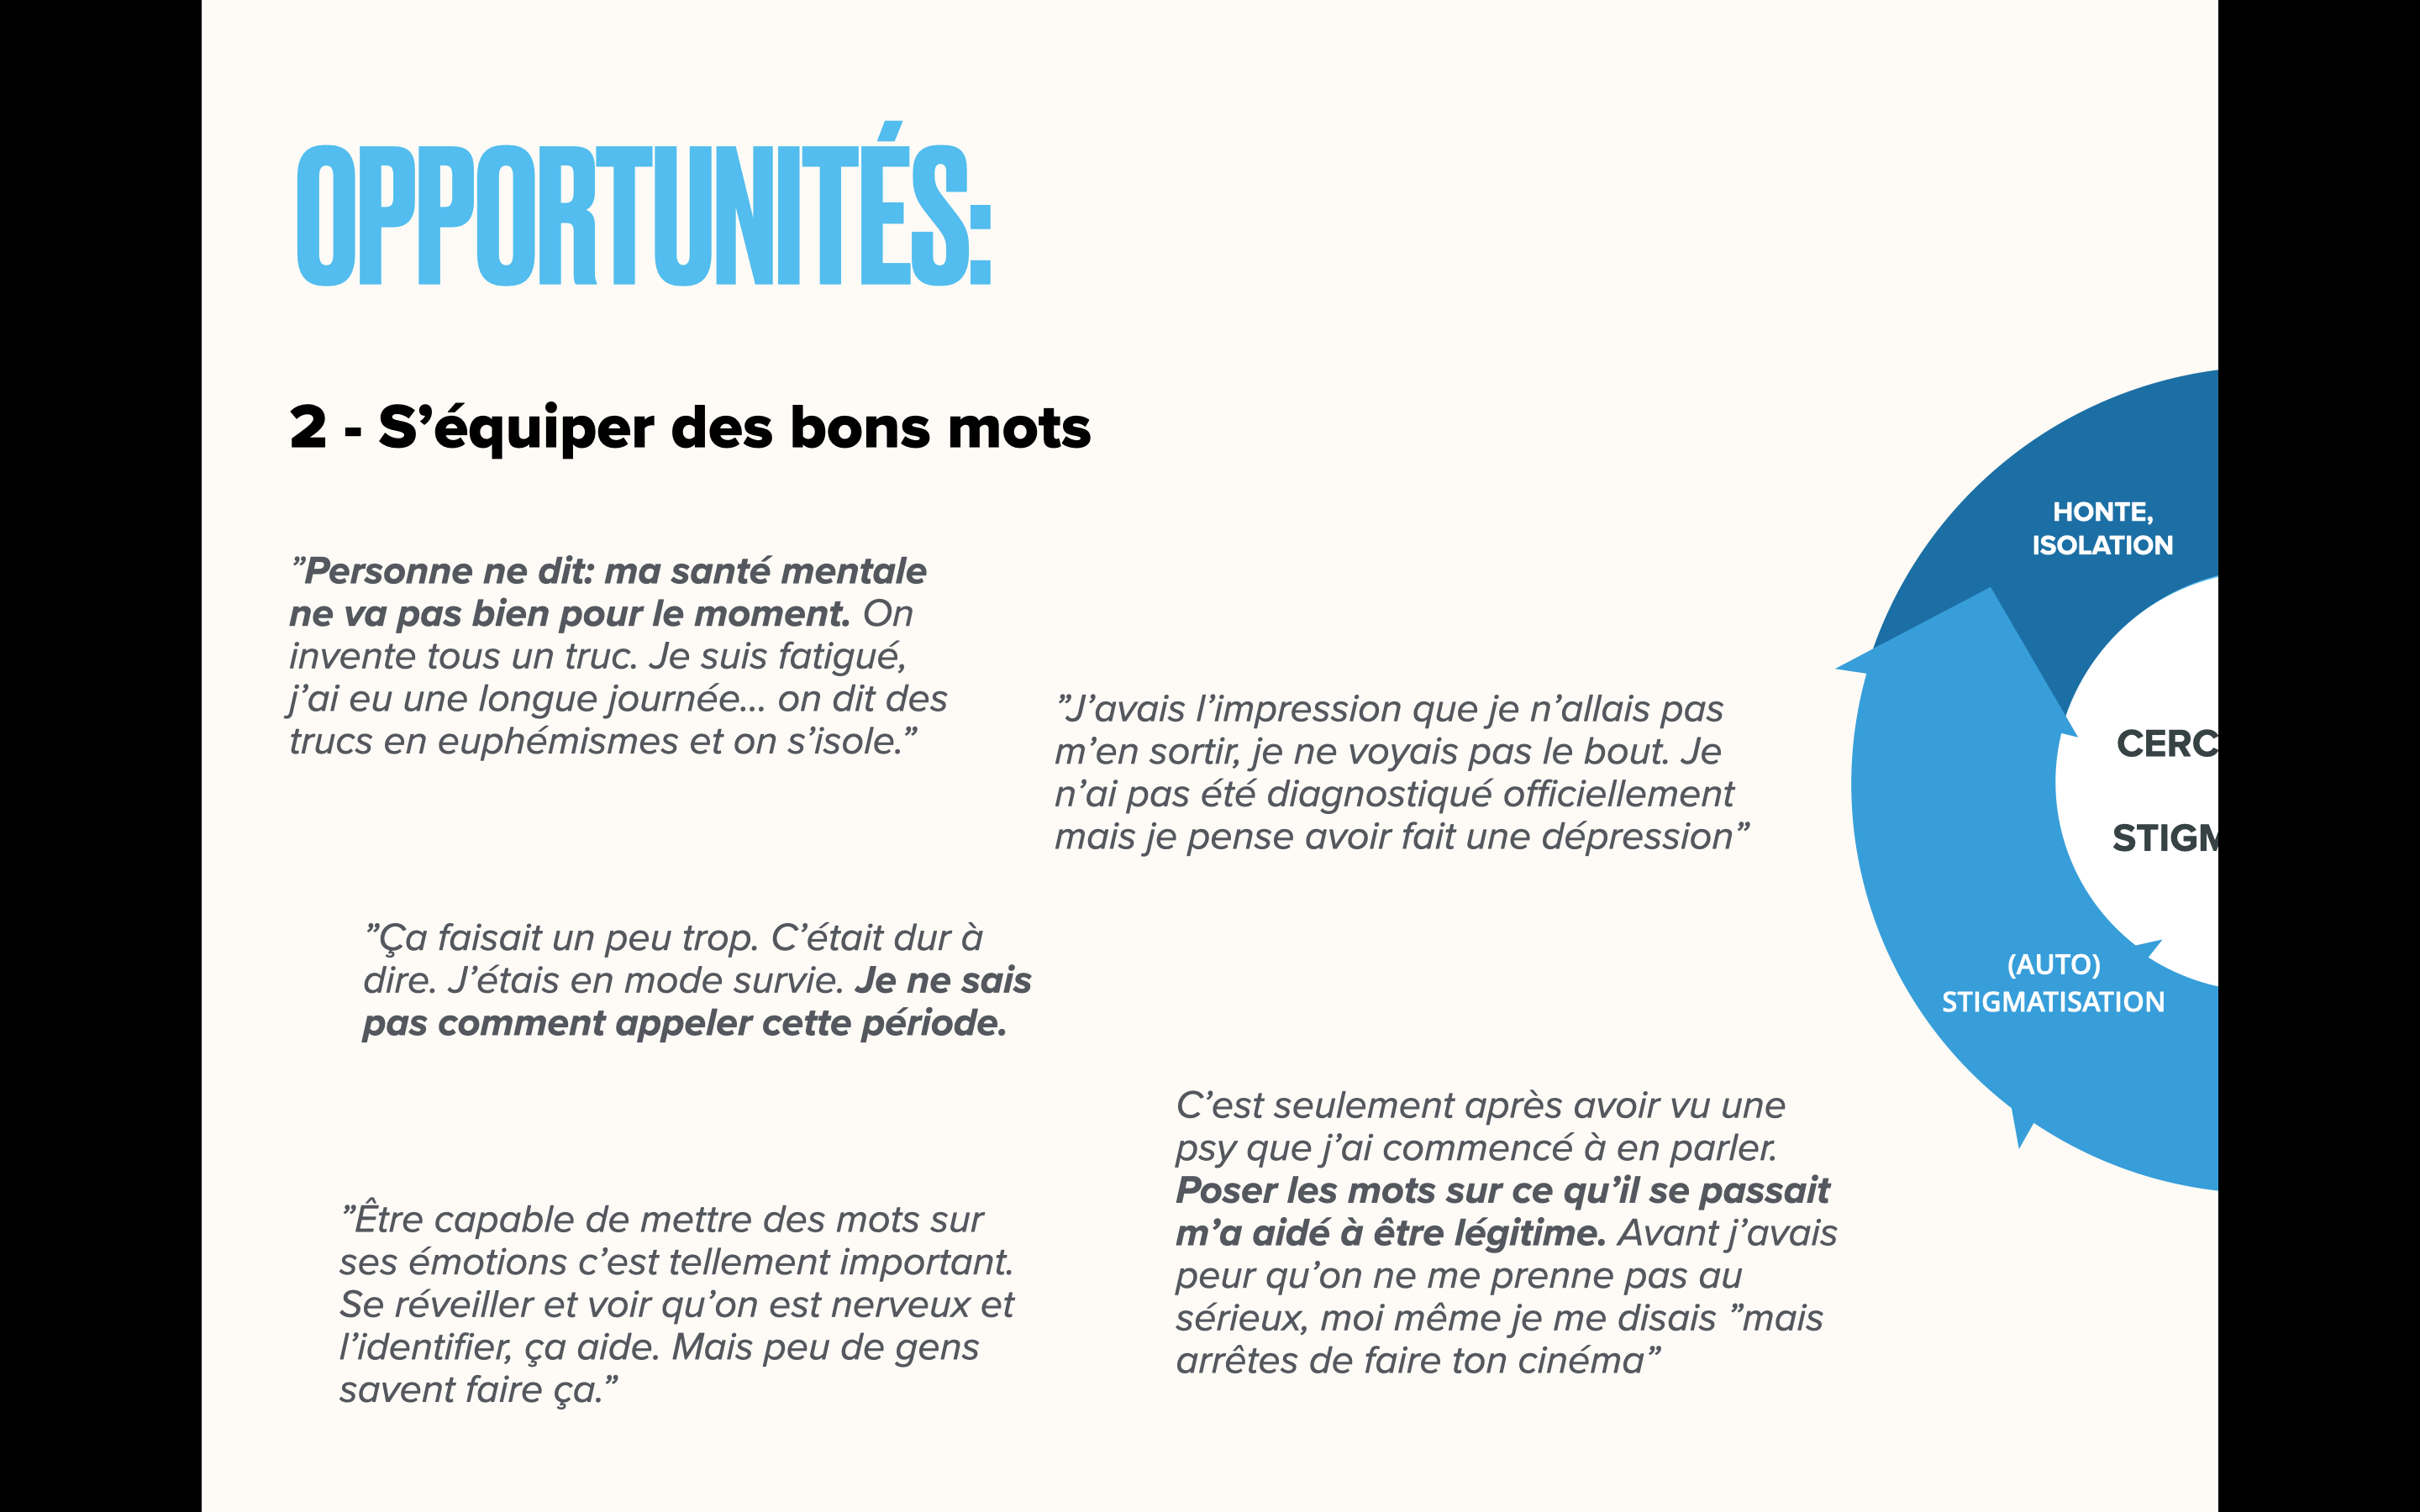 OPPORTUNITÉS:
2 - S’équiper des bons mots
”Personne ne dit: ma santé mentale
ne va pas bien pour le moment. On
invente tous un truc. Je suis fatigué,
j’ai eu une longue journée... on dit des
trucs en euphémismes et on s’isole.”
”J’avais l’impression que je n’allais pas
m’en sortir, je ne voyais pas le bout. Je
n’ai pas été diagnostiqué officiellement
mais je pense avoir fait une dépression”
”Ça faisait un peu trop. C’était dur à
dire. J’étais en mode survie. Je ne sais
pas comment appeler cette période.
C’est seulement après avoir vu une
psy que j’ai commencé à en parler.
Poser les mots sur ce qu’il se passait
m’a aidé à être légitime. Avant j’avais
peur qu’on ne me prenne pas au
sérieux, moi même je me disais ”mais
arrêtes de faire ton cinéma”
”Être capable de mettre des mots sur
ses émotions c’est tellement important.
Se réveiller et voir qu’on est nerveux et
l’identifier, ça aide. Mais peu de gens
savent faire ça.”
HONTE,
ISOLATION
CERC
STIGM
(AUTO)
STIGMATISATION